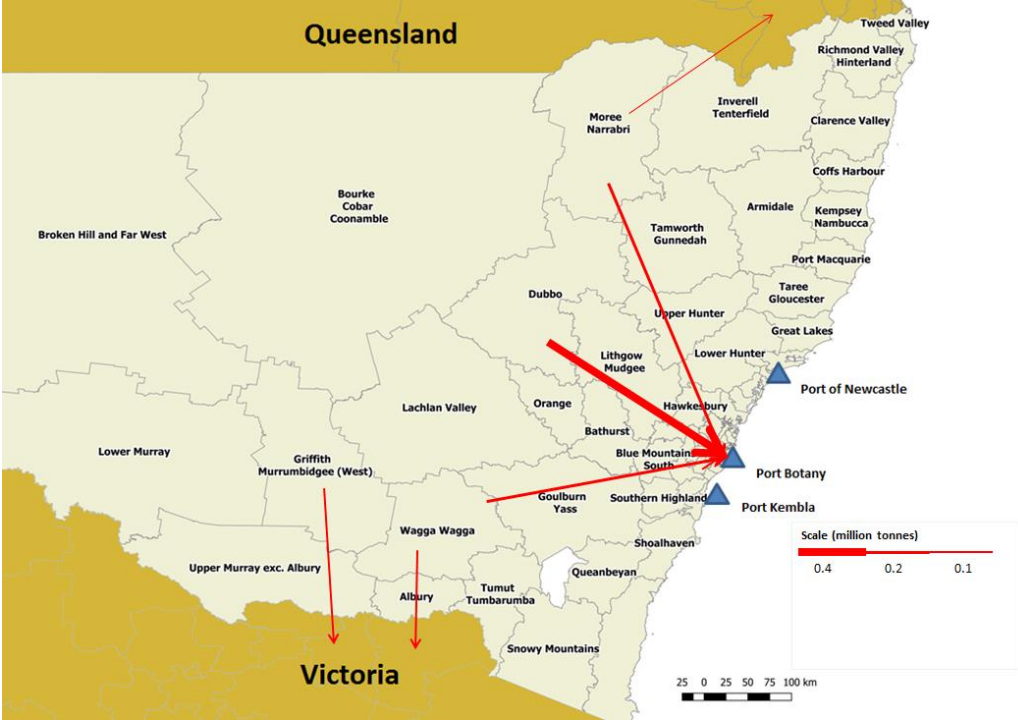 Tweed Valley
Queensland
Richmond Valley
Hinterland
Inverell
Tenterfield
Moree
Narrabri
Clarence Valley
Coffs Harbour
Bourke
Cobar
Coonamble
Armidale
Kempsey
Nambucca
Broken Hill and Far West
Tamworth
Gunnedah
Port Macquarie
Dubbo
Taree
Gloucester
Upper Hunter
Great Lakes
Lithgow
Mudgee
Lower Hunter
Port of Newcastle
Orange
Lachlan Valley
Hawkesbury
Bathurst
Lower Murray
Griffith
Murrumbidgee (West)
Blue Mountains
South
Port Botany
Goulburn
Yass
Southern Highland
Port Kembla
Wagga Wagga
Scale (million tonnes)
0.4 0.2 0.1
Shoalhaven
Upper Murray exc. Albury
Queanbeyan
Albury
Tumut
Tumbarumba
Snowy Mountains
Victoria
25 0 25 50 75 100 km